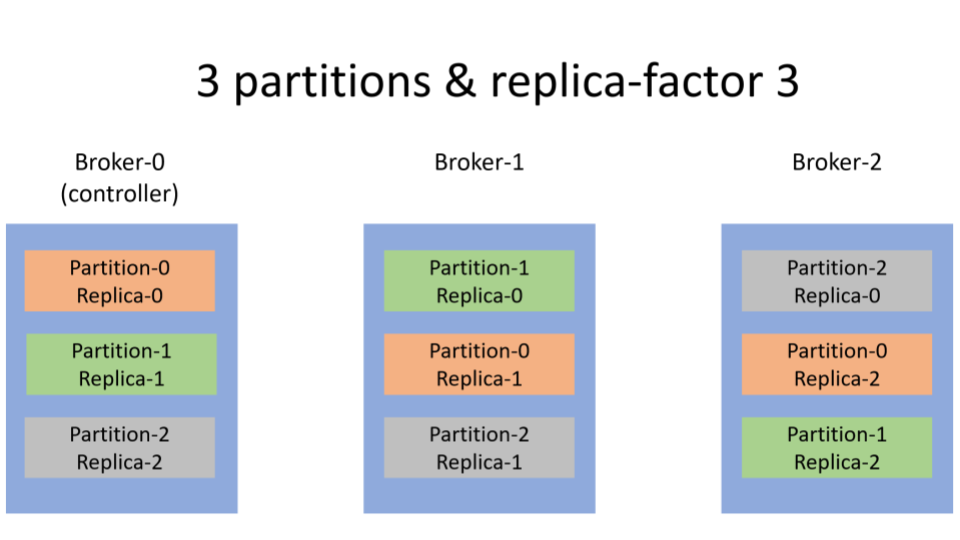 3 partitions & replica-factor 3
Broker-0
(controller)
Broker-1
Broker-2
Partition-0
Replica-0
Partition-1
Replica-1
Partition-2
Replica-2
Partition-1
Replica-0
Partition-0
Replica-1
Partition-2
Replica-1
Partition-2
Replica-0
Partition-0
Replica-2
Partition-1
Replica-2